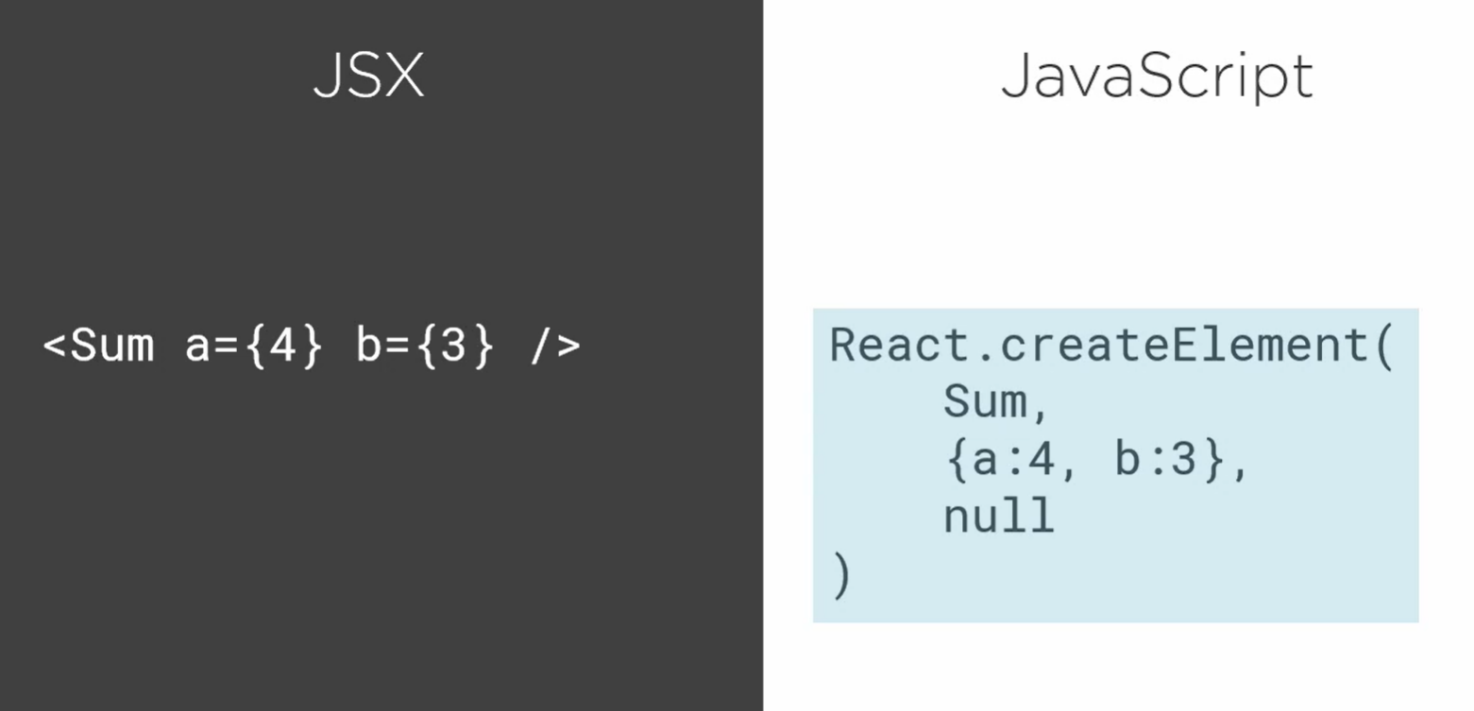 JSX
<Sum a={4} b={3} />
JavaScript
React.createElement(
    Sum,
    {a:4, b:3},
    null
)